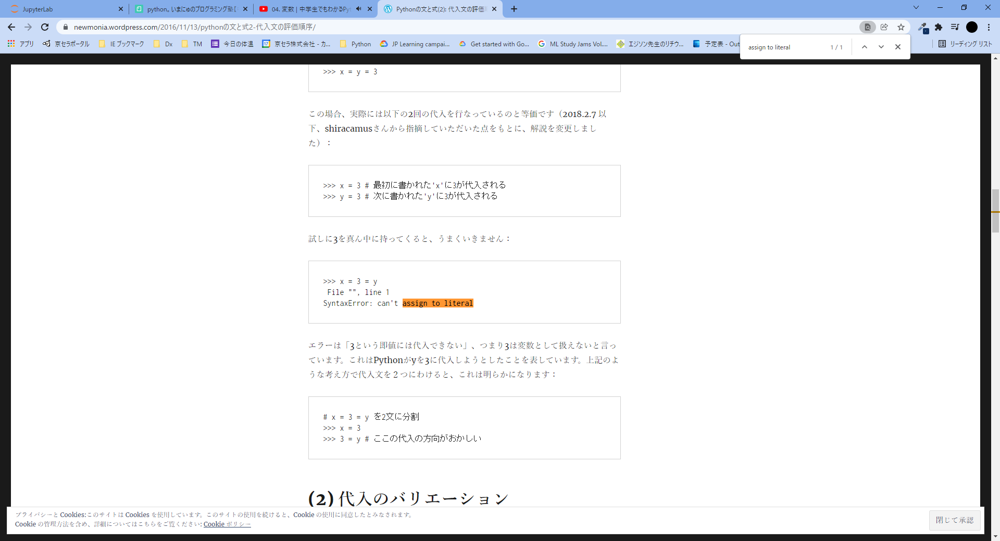 JupyterLab
python。いまにゅのプログラミング塾【
04. 変数 | 中学生でもわかるPyt
Pythonの文と式(2): 代入文の評価順
newmonia.wordpress.com/2016/11/13/pythonの文と式2-代入文の評価順序/
アプリ
京セラポータル
IE ブックマーク
Dx
TM
今日の体温
17
京セラ株式会社 - カ...
Python
JP Learning campai...
Get started with Go...
ML Study Jams Vol....
エジソン先生のリチウ...
予定表 - Out
リーディング リスト
assign to literal
1 / 1
>>> x = y = 3
この場合、実際には以下の2回の代入を行なっているのと等価です（2018.2.7 以
下、shiracamusさんから指摘していただいた点をもとに、解説を変更しまし
た）：
>>> x = 3 # 最初に書かれた'x'に3が代入される
>>> y = 3 # 次に書かれた'y'に3が代入される
試しに3を真ん中に持ってくると、うまくいきません：
>>> x = 3 = y
File "", line 1
SyntaxError: can't assign to literal
エラーは「3という即値には代入できない」、つまり3は変数として扱えないと言っ
ています。これはPythonがyを3に代入しようとしたことを表しています。上記のよ
うな考え方で代入文を２つにわけると、これは明らかになります：
# x = 3 = y を2文に分割
>>> x = 3
>>> 3 = y # ここの代入の方向がおかしい
(2) 代入のバリエーション
プライバシーと Cookies:このサイトは Cookies を使用しています。このサイトの使用を続けると、Cookie の使用に同意したとみなされます。
Cookie の管理方法を含め、詳細についてはこちらをご覧ください: Cookie ポリシー
閉じて承認